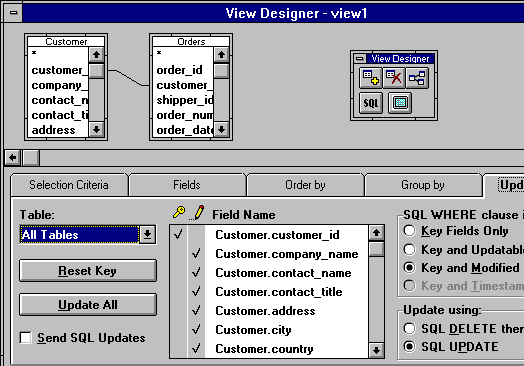 View Designer - view1
Customer
*
customer_
company_
contact_n
contact_ti
address
Orders
*
order_id
customer_
shipper_id
order_num
order_date
View Designer
SQL
Selection Criteria
Fields
Order by
Group by
Upd
Table:
All Tables
Reset Key
Update All
Send SQL Updates
Field Name
Customer.customer_id
Customer.company_name
Customer.contact_name
Customer.contact_title
Customer.address
Customer.city
Customer.country
SQL WHERE clause i
Key Fields Only
Key and Updatabl
Key and Modified
Key and Timestam
Update using:
SQL DELETE then
SQL UPDATE